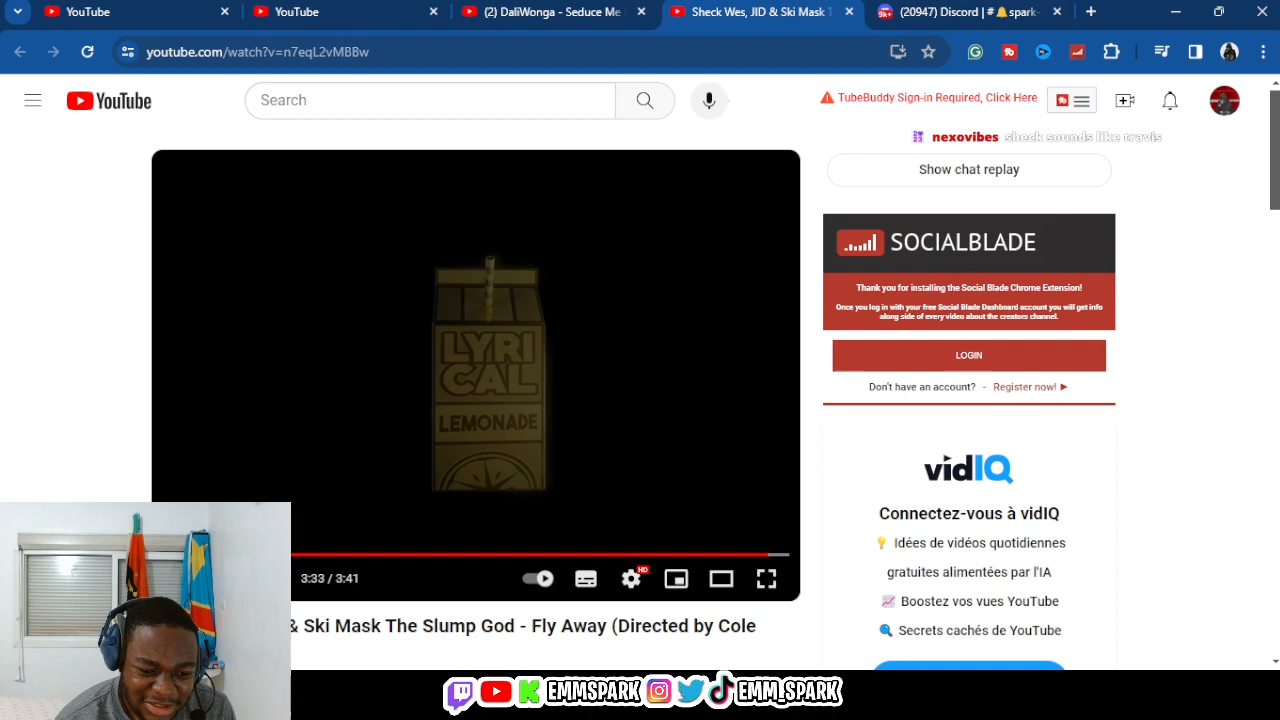 YouTube
YouTube
(2) DaliWonga - Seduce Me
Sheck Wes, JID & Ski Mask T
(20947) Discord | #🔔spark-
youtube.com/watch?v=n7eqL2vMBBw
YouTube
Search
TubeBuddy Sign-in Required, Click Here
nexovibes sheck sounds like travis
Show chat replay
SOCIALBLADE
Thank you for installing the Social Blade Chrome Extension!
Once you log in with your free Social Blade Dashboard account you will get info
along side of every video about the creators channel.
LOGIN
Don't have an account? - Register now! ▶
LYRI
CAL
LEMONADE
vidIQ
Connectez-vous à vidIQ
💡 Idées de vidéos quotidiennes
gratuites alimentées par l'IA
📈 Boostez vos vues YouTube
🔍 Secrets cachés de YouTube
HD
3:33 / 3:41
& Ski Mask The Slump God - Fly Away (Directed by Cole
EMMSPARK EMM_SPARK